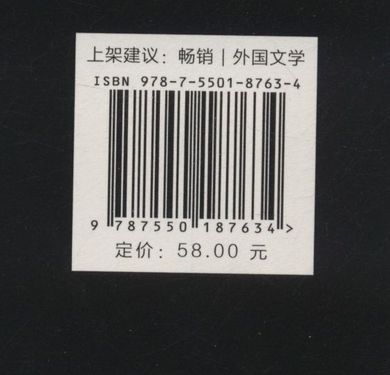 上架建议：畅销｜外国文学
ISBN 978-7-5501-8763-4
9 787550 187634 >
定价：58.00 元